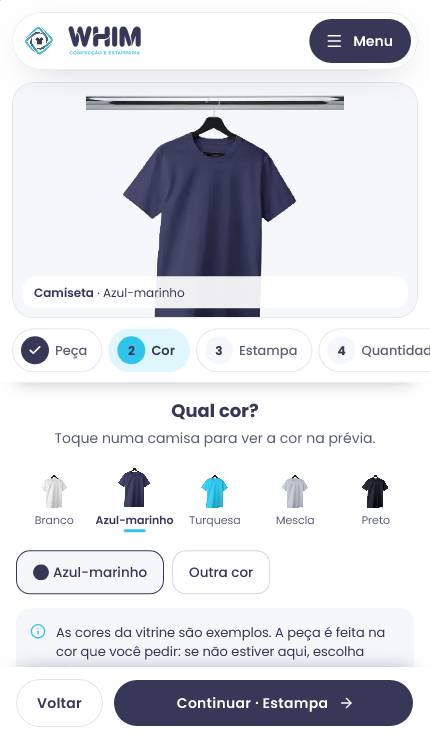 WHIM
CONFECÇÃO E ESTAMPARIA
Menu
Camiseta · Azul-marinho
Peça
2 Cor
3 Estampa
4 Quantidad
Qual cor?
Toque numa camisa para ver a cor na prévia.
Branco
Azul-marinho
Turquesa
Mescla
Preto
Azul-marinho
Outra cor
As cores da vitrine são exemplos. A peça é feita na
cor que você pedir: se não estiver aqui, escolha
Voltar
Continuar · Estampa